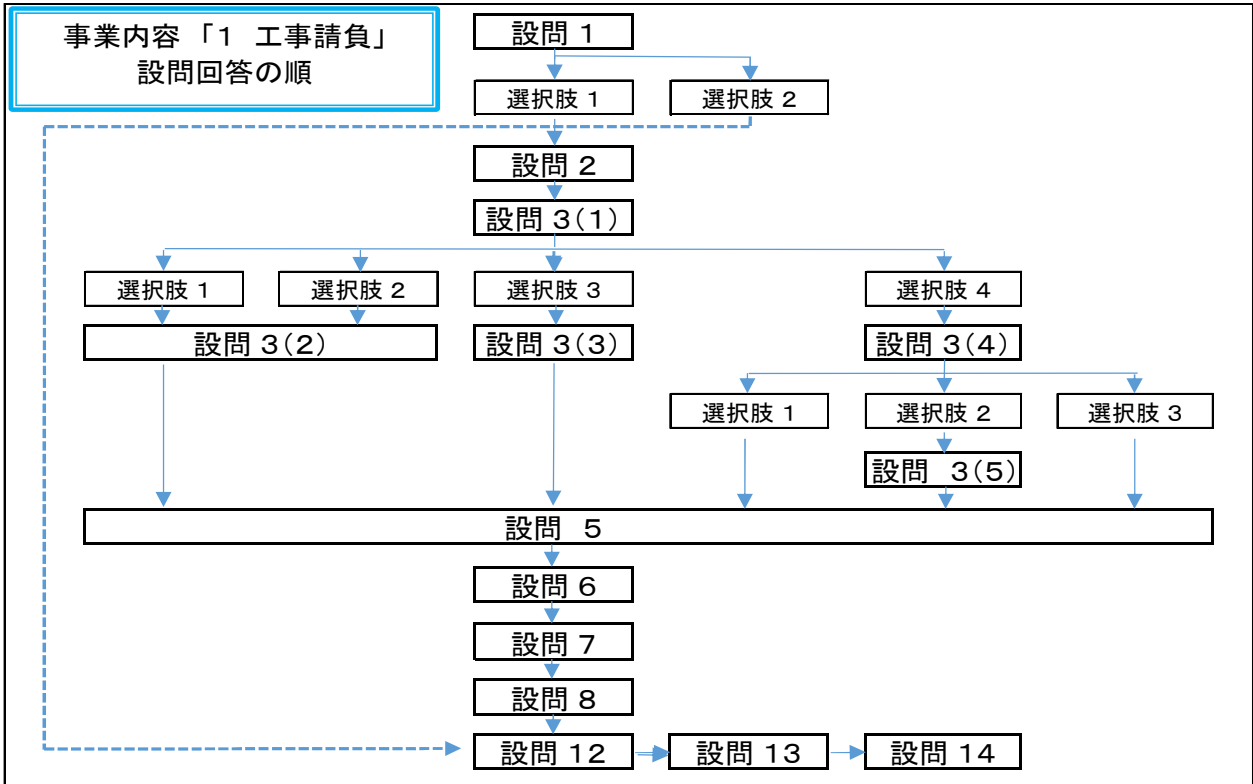 事業内容「１ 工事請負」
設問回答の順
設問 1
選択肢 1
選択肢 2
設問 2
設問 3（1）
選択肢 1
選択肢 2
選択肢 3
選択肢 4
設問 3（2）
設問 3（3）
設問 3（4）
選択肢 1
選択肢 2
選択肢 3
設問 3（5）
設問 5
設問 6
設問 7
設問 8
設問 12
設問 13
設問 14